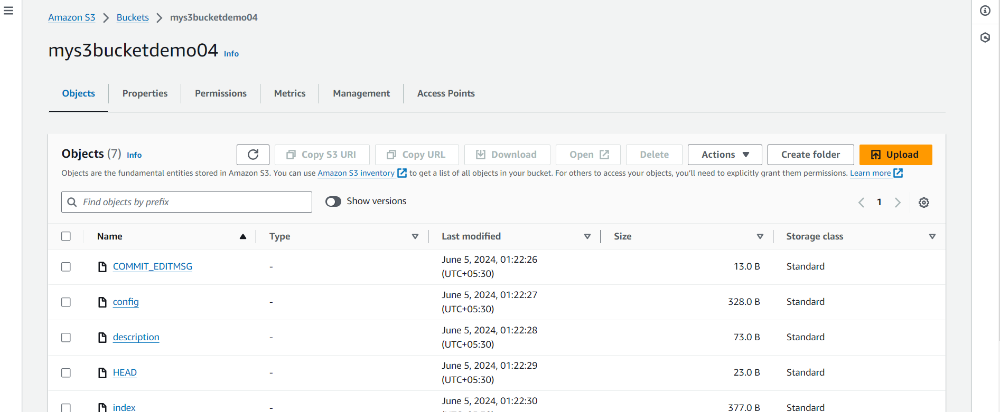 Amazon S3 > Buckets > mys3bucketdemo04
mys3bucketdemo04 Info
Objects Properties Permissions Metrics Management Access Points
Objects (7) Info Copy S3 URI Copy URL Download Open Delete Actions Create folder Upload
Objects are the fundamental entities stored in Amazon S3. You can use Amazon S3 inventory to get a list of all objects in your bucket. For others to access your objects, you'll need to explicitly grant them permissions. Learn more
Find objects by prefix Show versions 1
Name Type Last modified Size Storage class
COMMIT_EDITMSG - June 5, 2024, 01:22:26 (UTC+05:30) 13.0 B Standard
config - June 5, 2024, 01:22:27 (UTC+05:30) 328.0 B Standard
description - June 5, 2024, 01:22:28 (UTC+05:30) 73.0 B Standard
HEAD - June 5, 2024, 01:22:29 (UTC+05:30) 23.0 B Standard
index - June 5, 2024, 01:22:30 377.0 B Standard